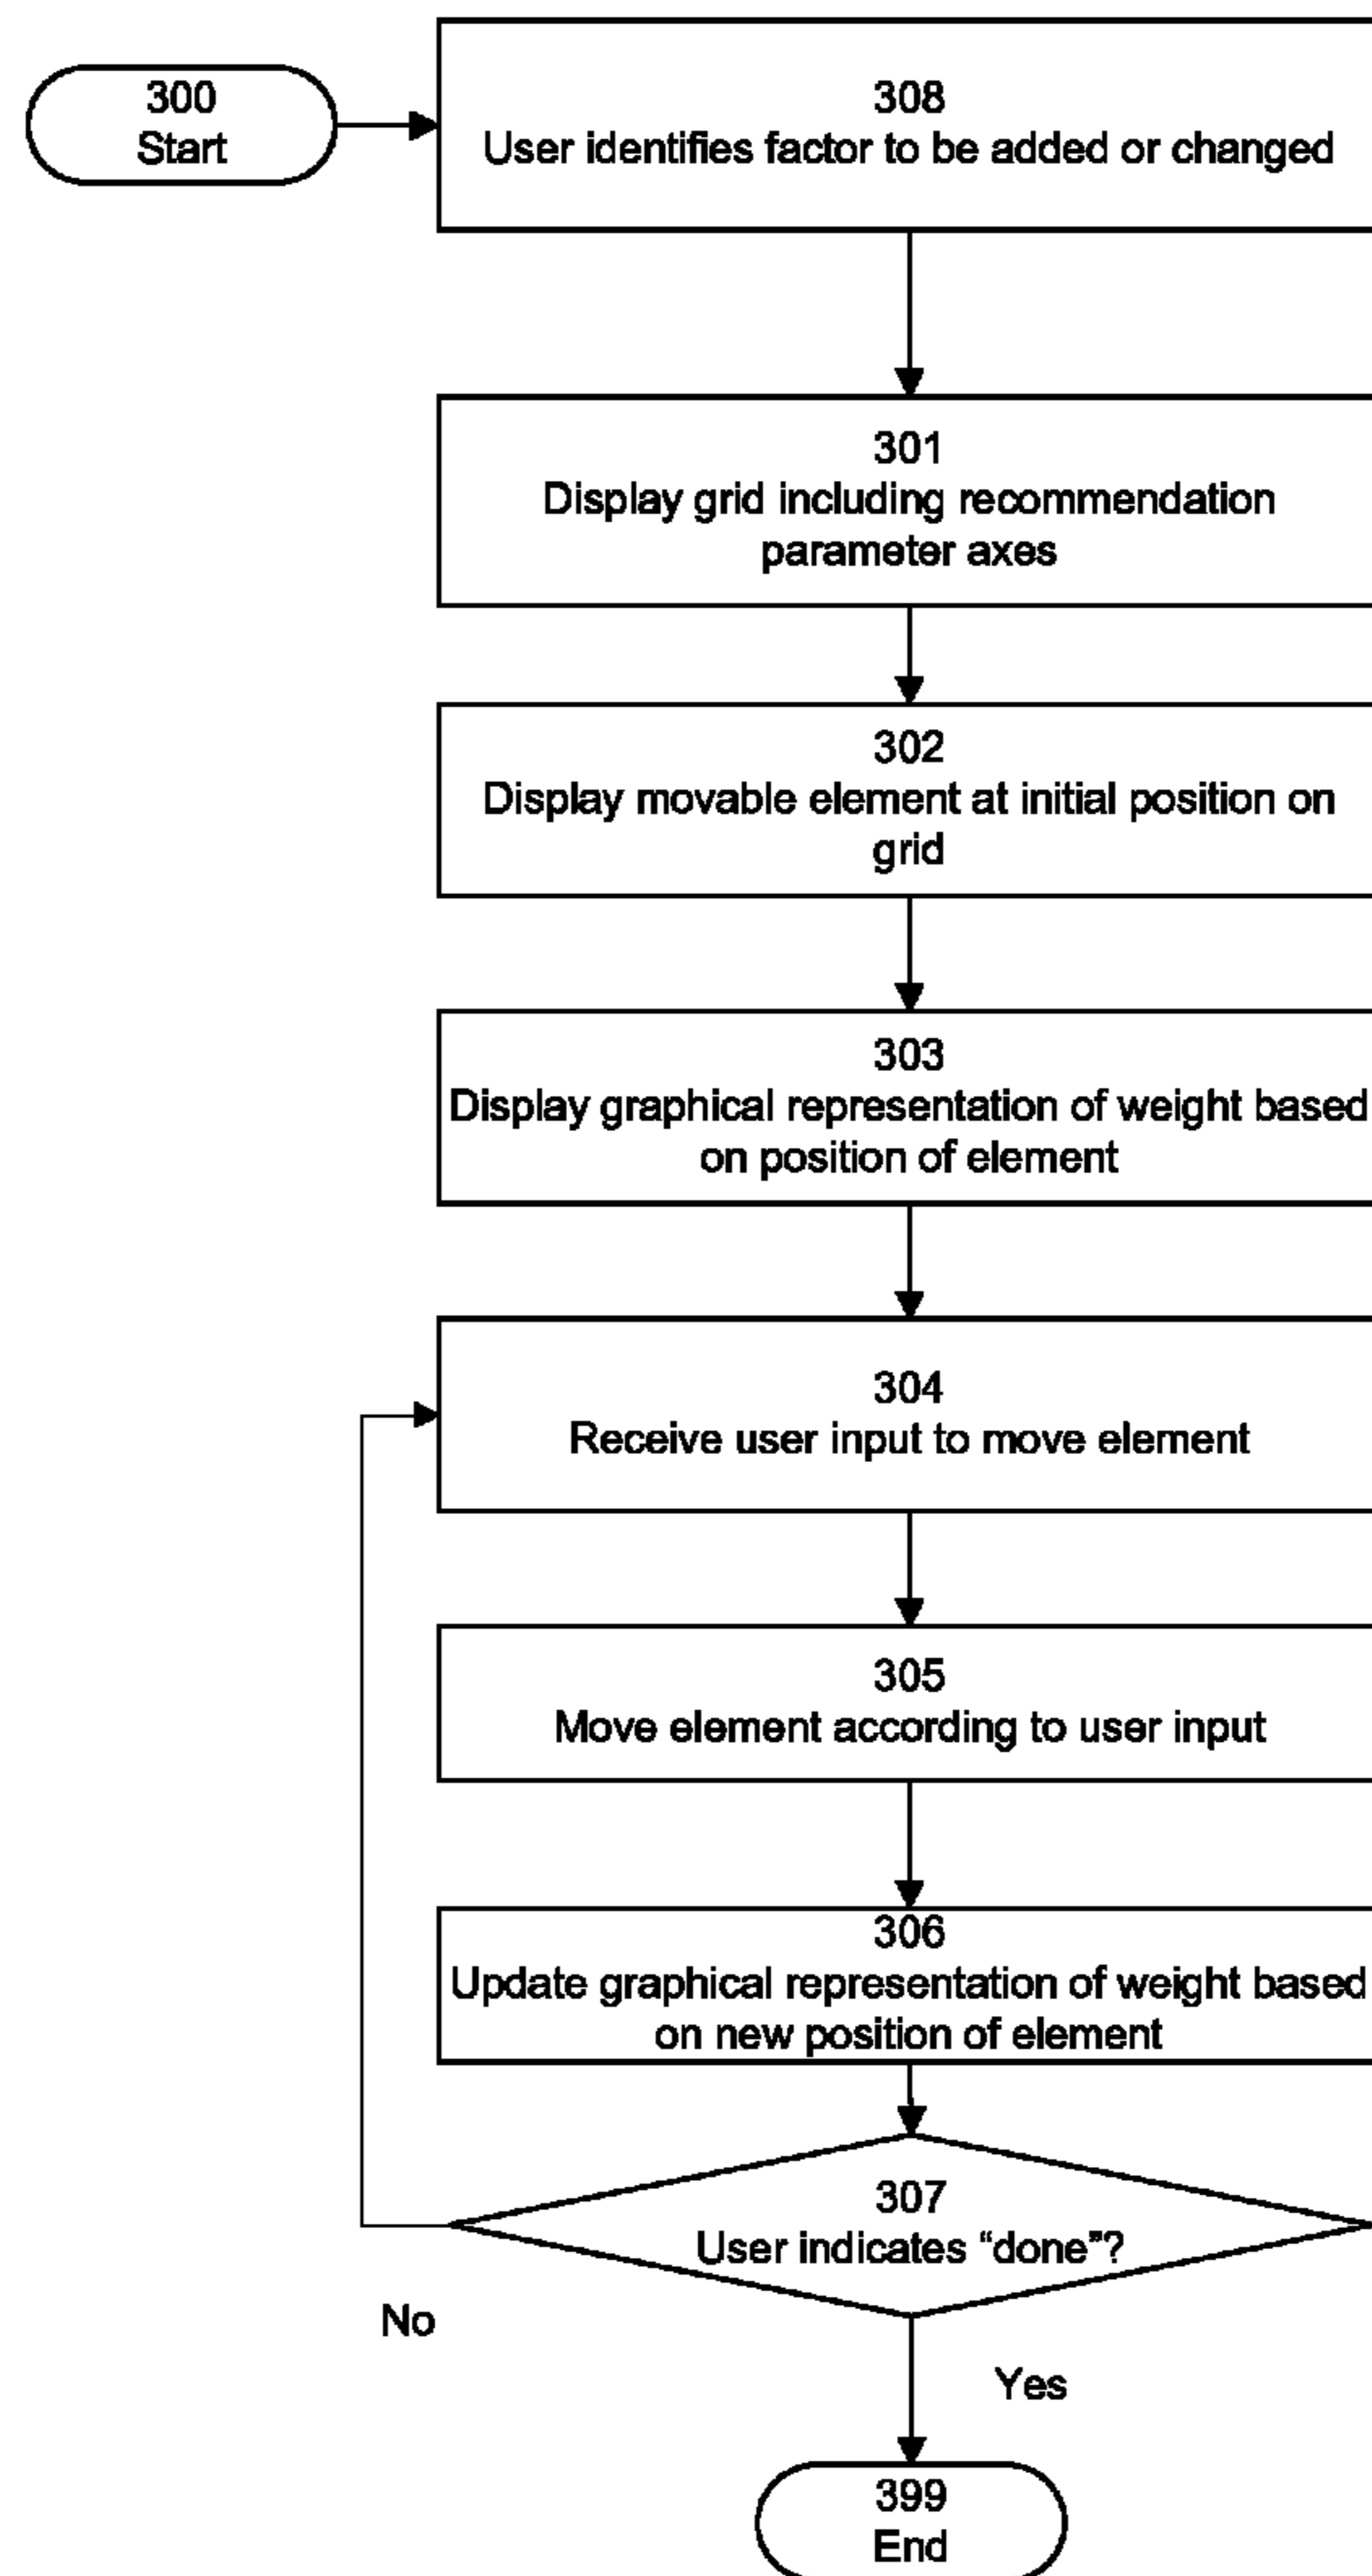 300
Start
308
User identifies factor to be added or changed
301
Display grid including recommendation
parameter axes
302
Display movable element at initial position on
grid
303
Display graphical representation of weight based
on position of element
304
Receive user input to move element
305
Move element according to user input
306
Update graphical representation of weight based
on new position of element
307
User indicates “done”?
No
Yes
399
End